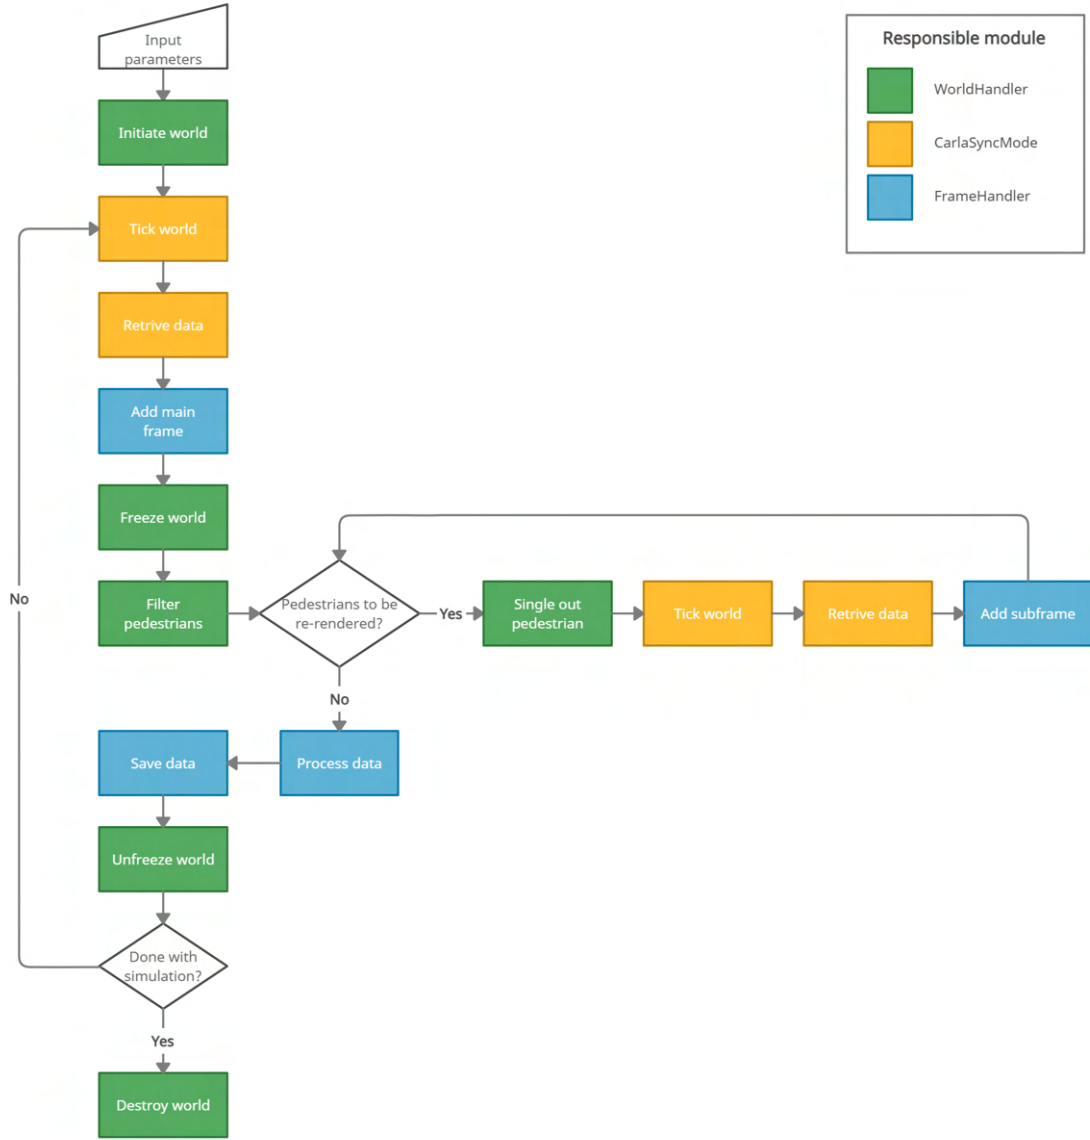 Input
parameters
Initiate world
Tick world
Retrive data
Add main
frame
Freeze world
Filter
pedestrians
Pedestrians to be
re-rendered?
Yes
Single out
pedestrian
Tick world
Retrive data
Add subframe
No
Process data
Save data
Unfreeze world
Done with
simulation?
No
Yes
Destroy world
Responsible module
WorldHandler
CarlaSyncMode
FrameHandler